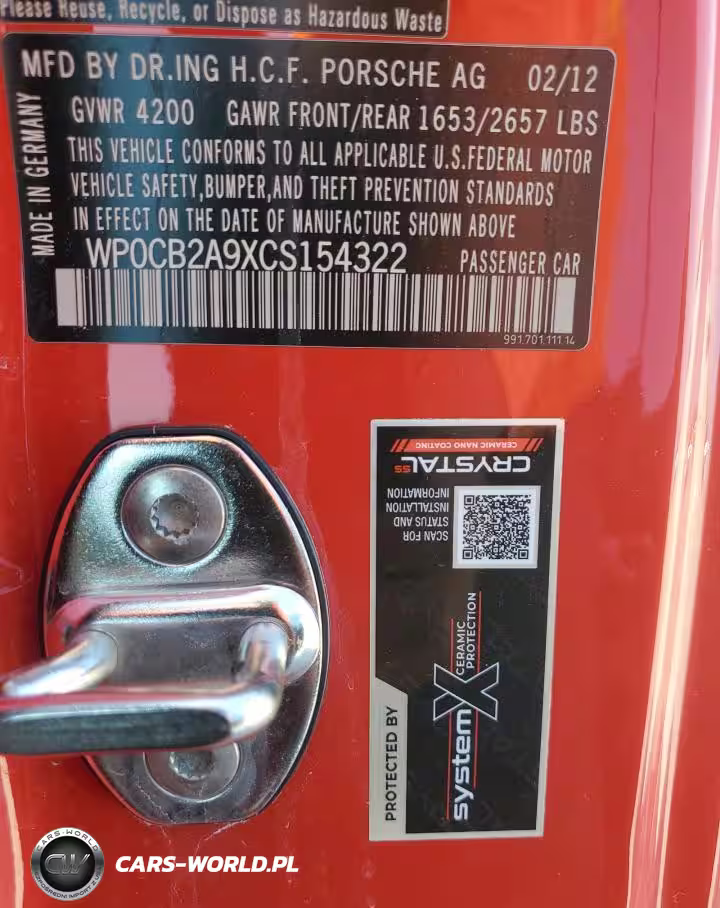 Please Reuse, Recycle, or Dispose as Hazardous Waste
MFD BY DR.ING H.C.F. PORSCHE AG 02/12
GVWR 4200 GAWR FRONT/REAR 1653/2657 LBS
THIS VEHICLE CONFORMS TO ALL APPLICABLE U.S.FEDERAL MOTOR
VEHICLE SAFETY,BUMPER,AND THEFT PREVENTION STANDARDS
IN EFFECT ON THE DATE OF MANUFACTURE SHOWN ABOVE
WP0CB2A9XCS154322 PASSENGER CAR
MADE IN GERMANY
991.701.111.14
CRYSTAL SS
CERAMIC NANO COATING
SCAN FOR
STATUS AND
INSTALLATION
INFORMATION
PROTECTED BY
systemX
CERAMIC
PROTECTION
CARS-WORLD
CW
CARS-WORLD.PL